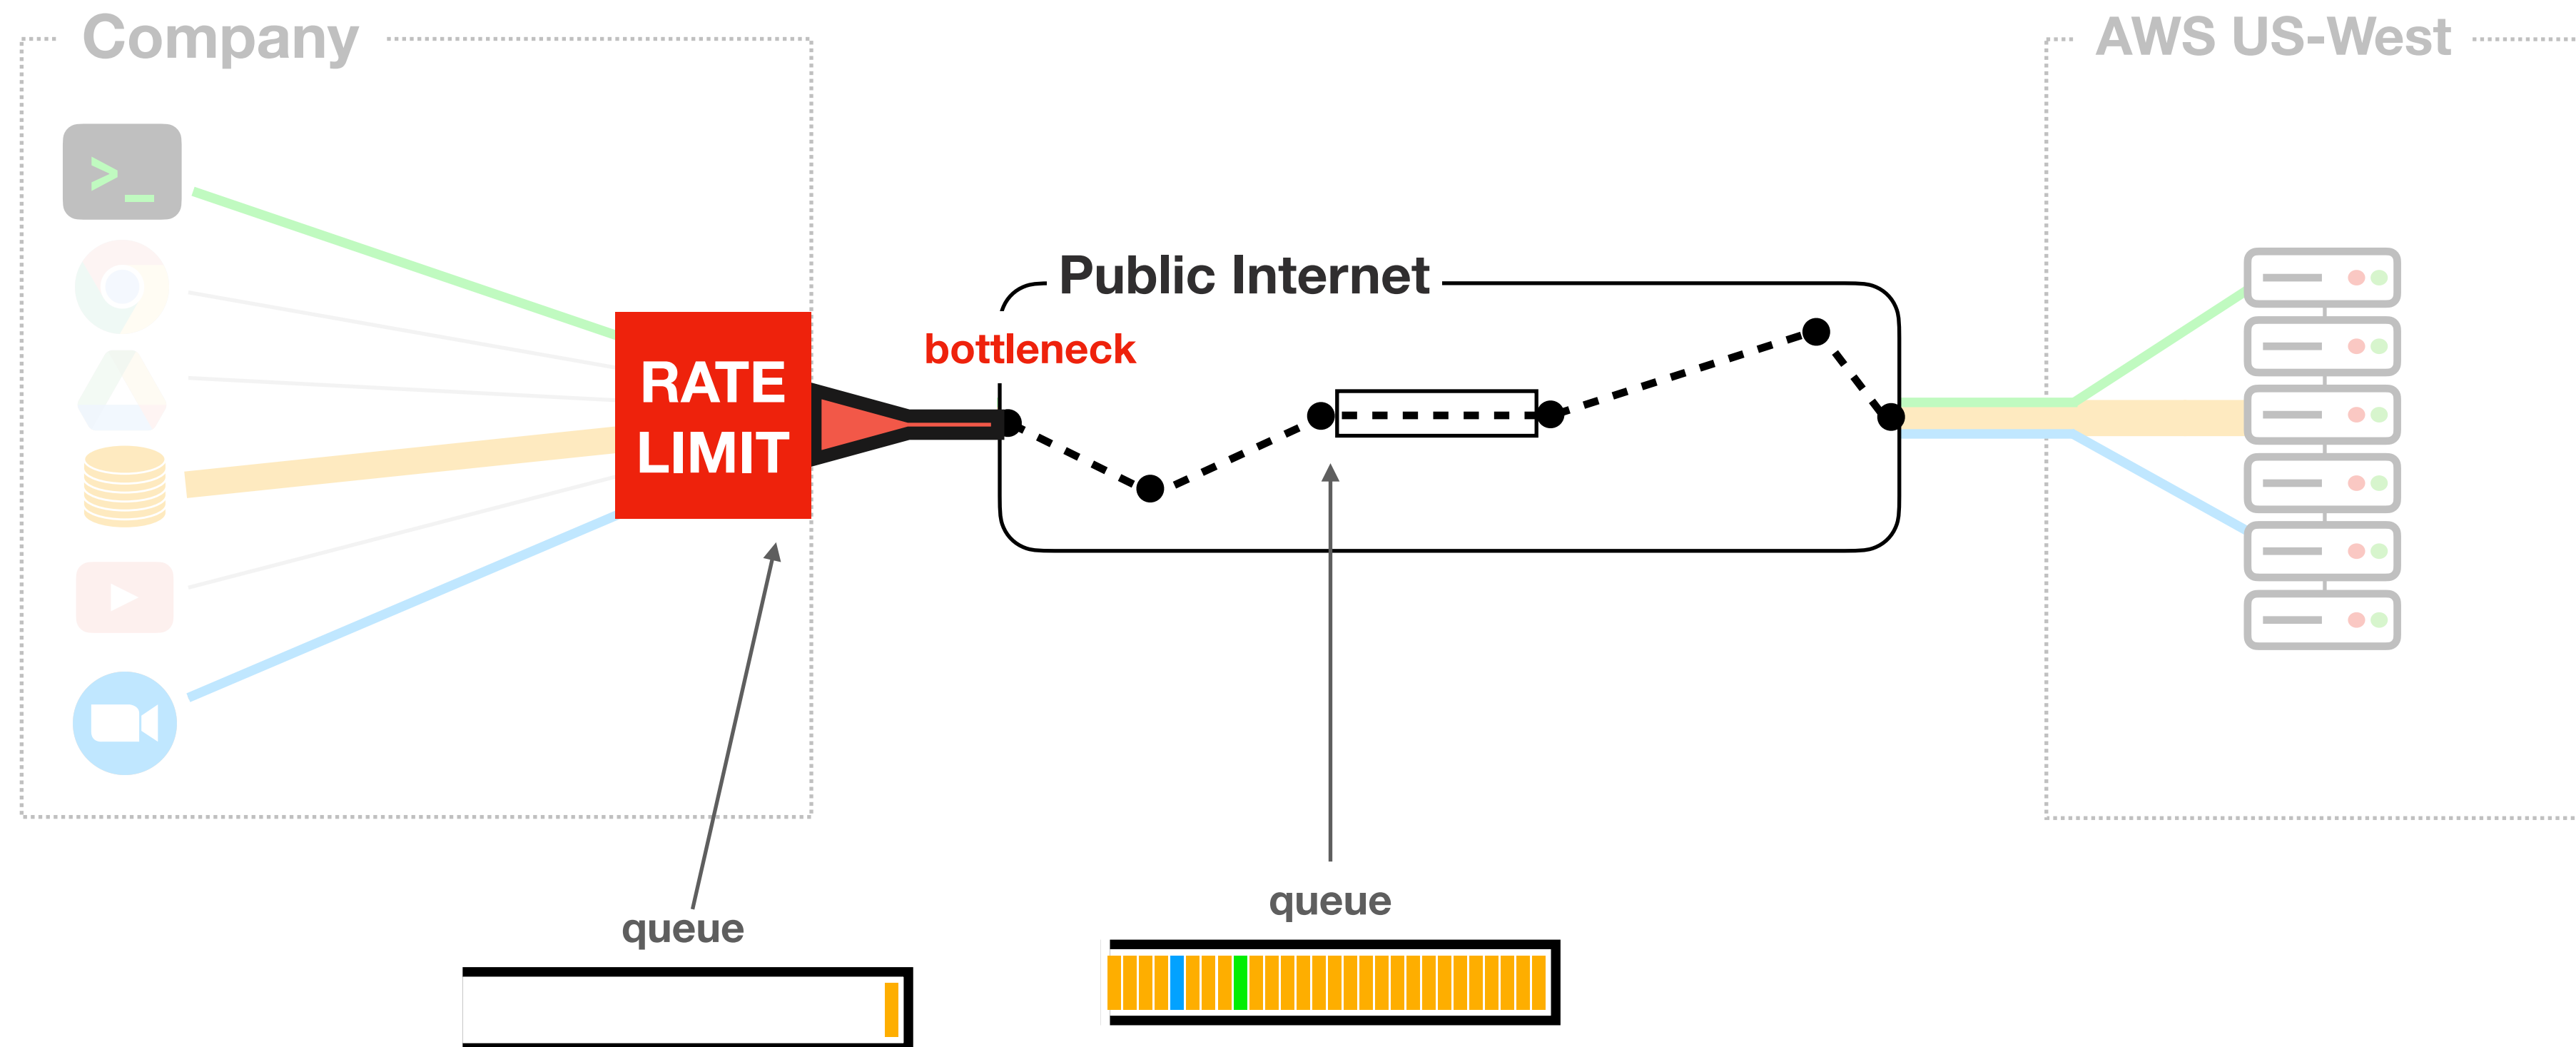 Company
AWS US-West
>_
Public Internet
bottleneck
RATE
LIMIT
queue
queue